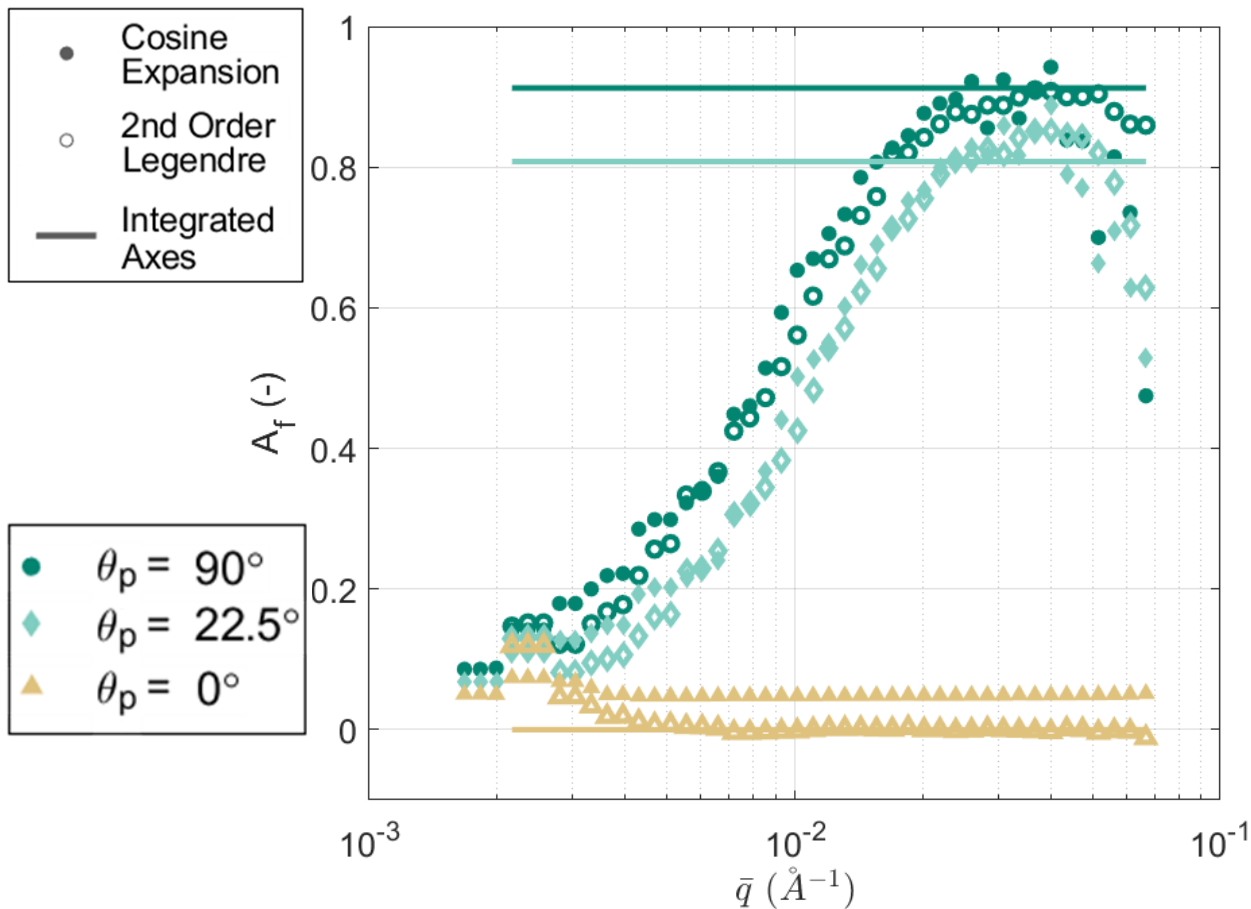 Cosine
Expansion
2nd Order
Legendre
Integrated
Axes
θp = 90°
θp = 22.5°
θp = 0°
1
0.8
0.6
0.4
0.2
0
Af (-)
10-3
10-2
10-1
q̄ (Å−1)